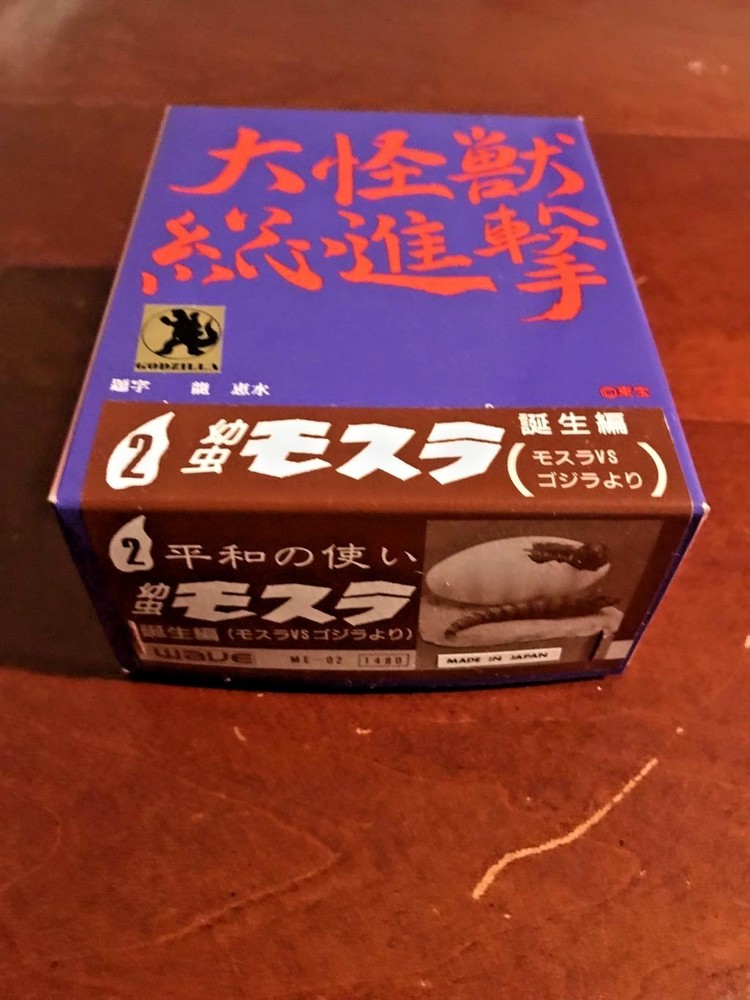 大怪獣
総進撃
GODZILLA
題字 龍 恵水
©東宝
2 幼虫モスラ 誕生編
(モスラVSゴジラより)
2 平和の使い
幼虫モスラ
誕生編 (モスラVSゴジラより)
WAVE ME-02 1480
MADE IN JAPAN